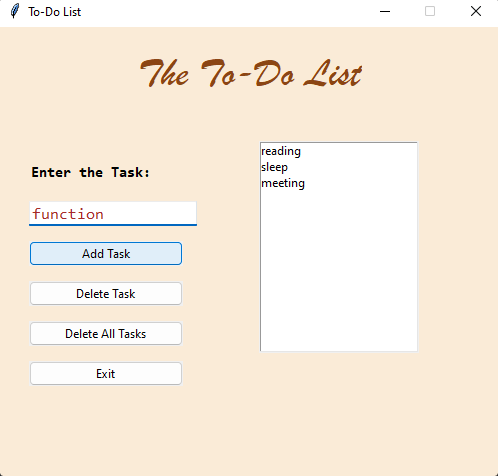 To-Do List
The To-Do List
Enter the Task:
function
Add Task
Delete Task
Delete All Tasks
Exit
reading
sleep
meeting